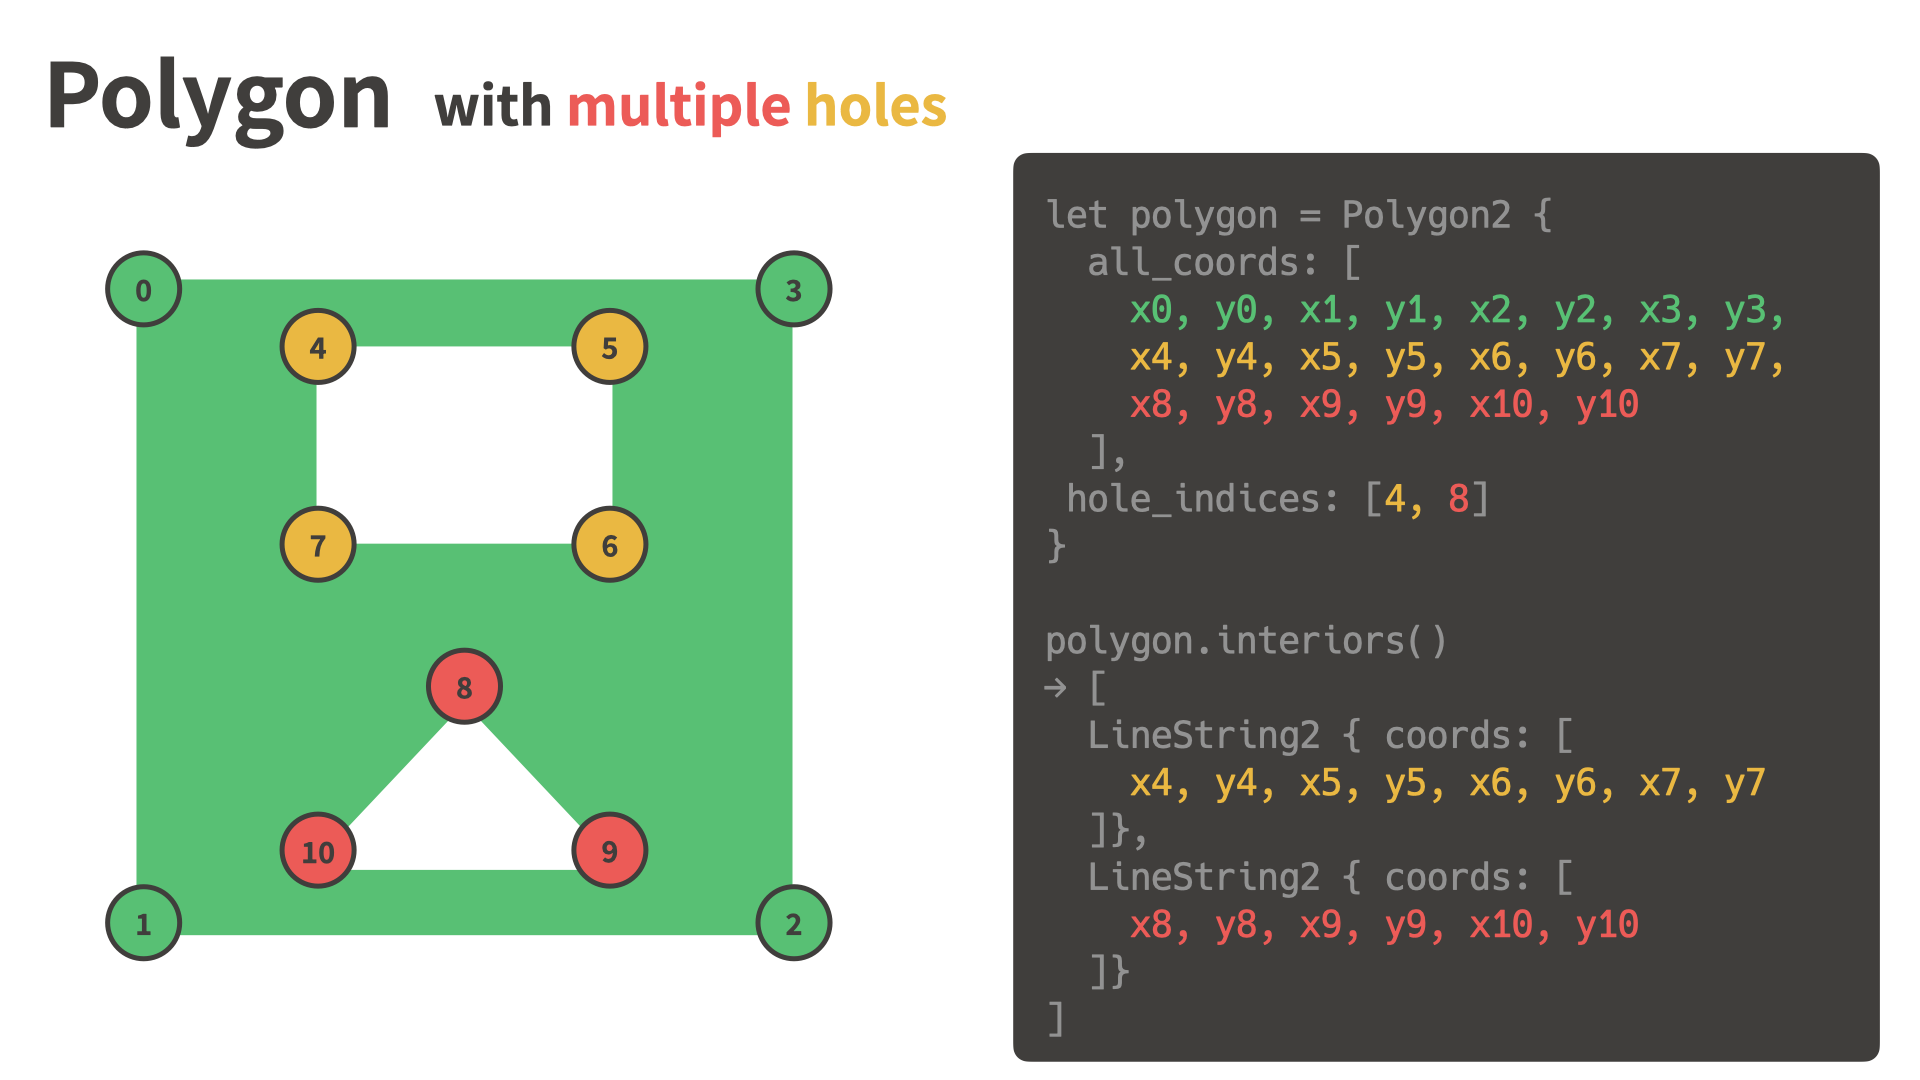 Polygon with multiple holes
0
3
4
5
7
6
8
10
9
1
2
let polygon = Polygon2 {
  all_coords: [
    x0, y0, x1, y1, x2, y2, x3, y3,
    x4, y4, x5, y5, x6, y6, x7, y7,
    x8, y8, x9, y9, x10, y10
  ],
 hole_indices: [4, 8]
}
polygon.interiors()
→ [
  LineString2 { coords: [
    x4, y4, x5, y5, x6, y6, x7, y7
  ]},
  LineString2 { coords: [
    x8, y8, x9, y9, x10, y10
  ]}
]